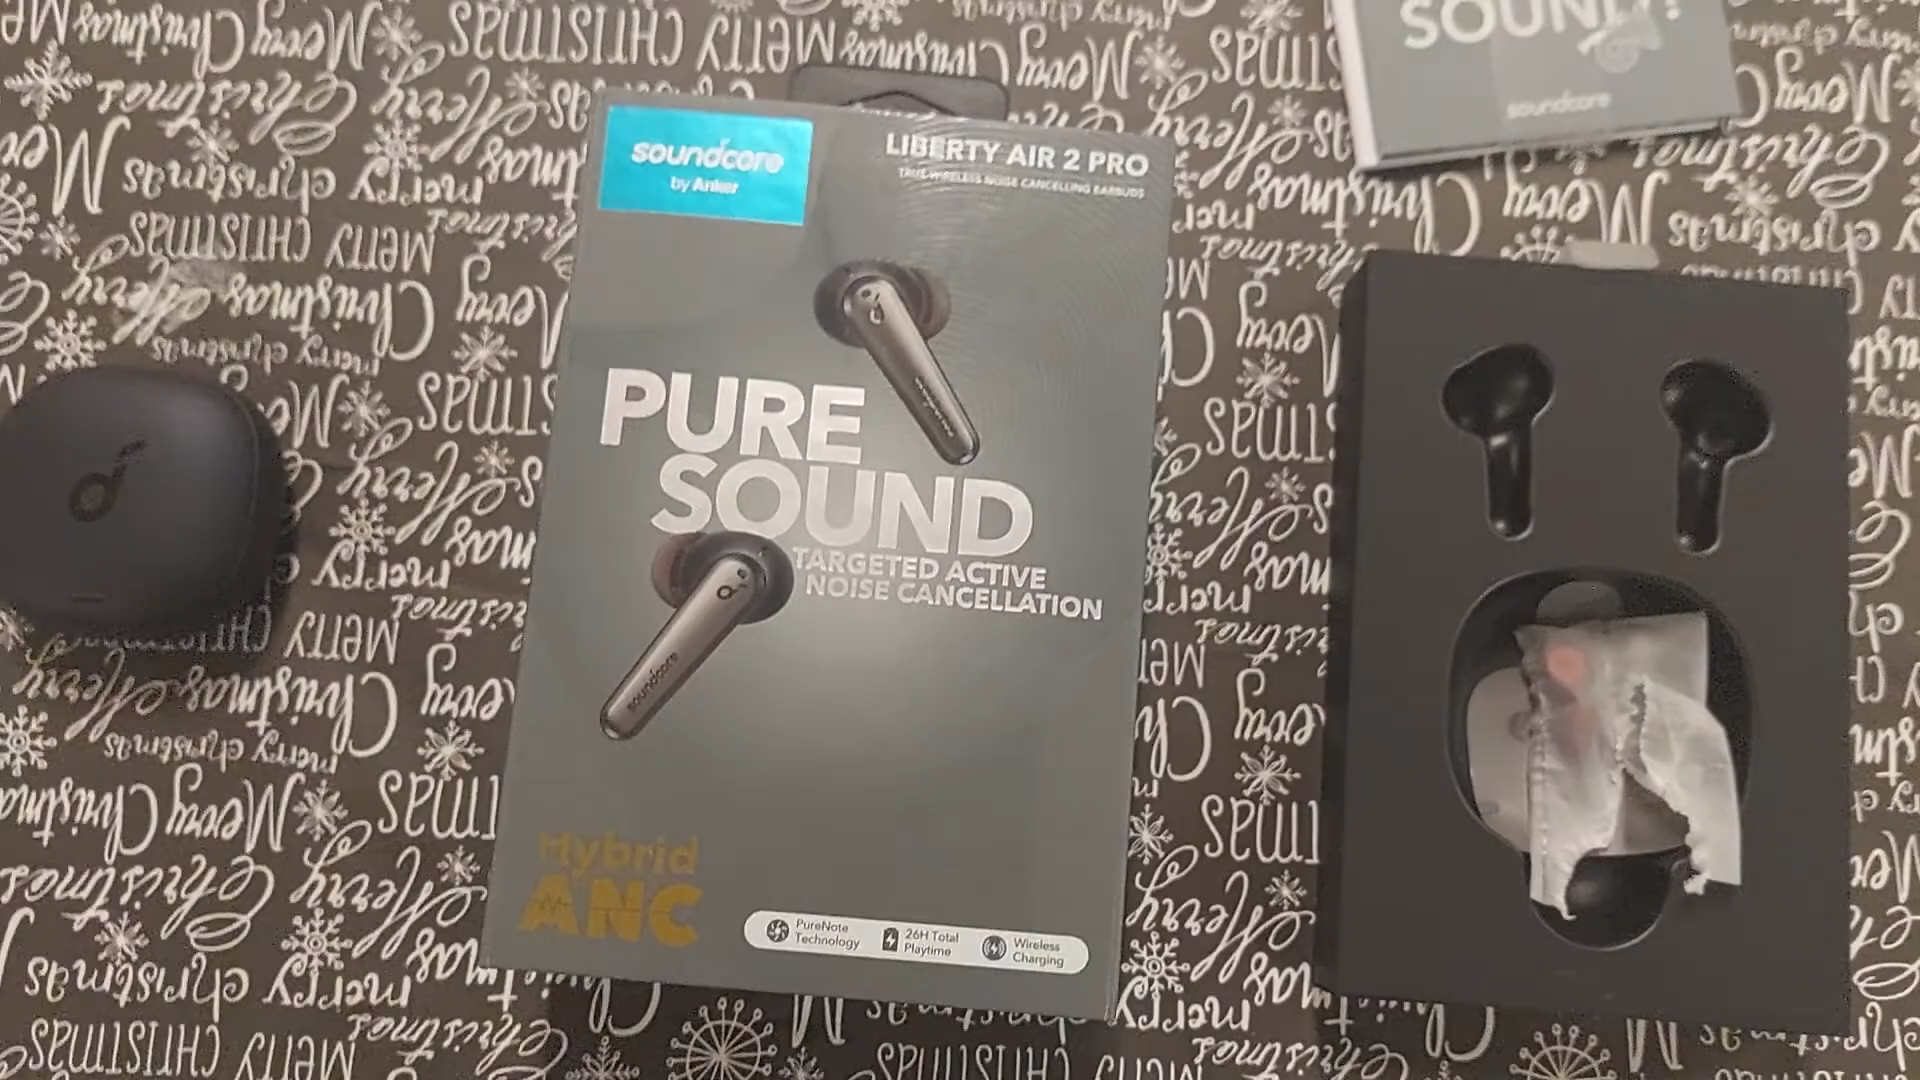 SOUND!
soundcore
soundcore
by Anker
LIBERTY AIR 2 PRO
TRUE-WIRELESS NOISE CANCELLING EARBUDS
PURE
SOUND
TARGETED ACTIVE
NOISE CANCELLATION
soundcore
Hybrid
ANC
PureNote
Technology
26H Total
Playtime
Wireless
Charging
Merry Christmas
merry christmas
MERRY CHRISTMAS